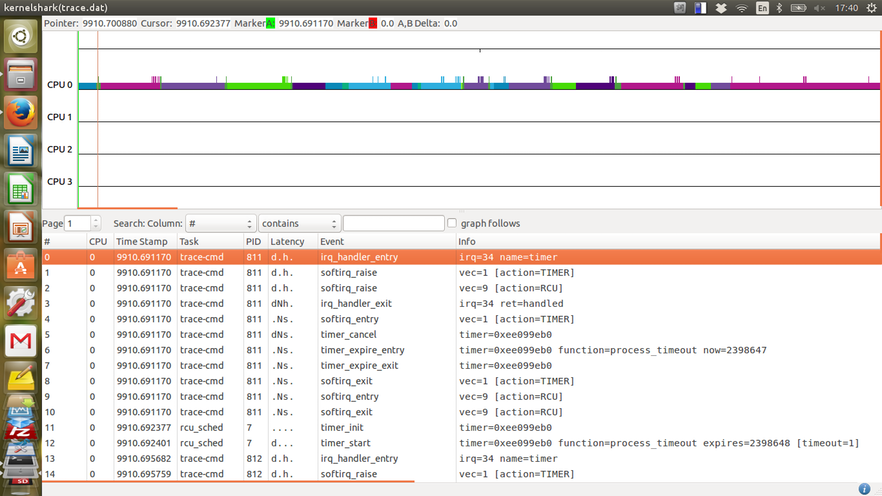 kernelshark(trace.dat) En 17:40
Pointer: 9910.700880 Cursor: 9910.692377 MarkerA: 9910.691170 Marker 0.0 A,B Delta: 0.0
CPU 0
CPU 1
CPU 2
CPU 3
Page 1 Search: Column: # contains graph follows
# CPU Time Stamp Task PID Latency Event Info
0 0 9910.691170 trace-cmd 811 d.h. irq_handler_entry irq=34 name=timer
1 0 9910.691170 trace-cmd 811 d.h. softirq_raise vec=1 [action=TIMER]
2 0 9910.691170 trace-cmd 811 d.h. softirq_raise vec=9 [action=RCU]
3 0 9910.691170 trace-cmd 811 dNh. irq_handler_exit irq=34 ret=handled
4 0 9910.691170 trace-cmd 811 .Ns. softirq_entry vec=1 [action=TIMER]
5 0 9910.691170 trace-cmd 811 dNs. timer_cancel timer=0xee099eb0
6 0 9910.691170 trace-cmd 811 .Ns. timer_expire_entry timer=0xee099eb0 function=process_timeout now=2398647
7 0 9910.691170 trace-cmd 811 .Ns. timer_expire_exit timer=0xee099eb0
8 0 9910.691170 trace-cmd 811 .Ns. softirq_exit vec=1 [action=TIMER]
9 0 9910.691170 trace-cmd 811 .Ns. softirq_entry vec=9 [action=RCU]
10 0 9910.691170 trace-cmd 811 .Ns. softirq_exit vec=9 [action=RCU]
11 0 9910.692377 rcu_sched 7 .... timer_init timer=0xee099eb0
12 0 9910.692401 rcu_sched 7 d... timer_start timer=0xee099eb0 function=process_timeout expires=2398648 [timeout=1]
13 0 9910.695682 trace-cmd 812 d.h. irq_handler_entry irq=34 name=timer
14 0 9910.695759 trace-cmd 812 d.h. softirq_raise vec=1 [action=TIMER]